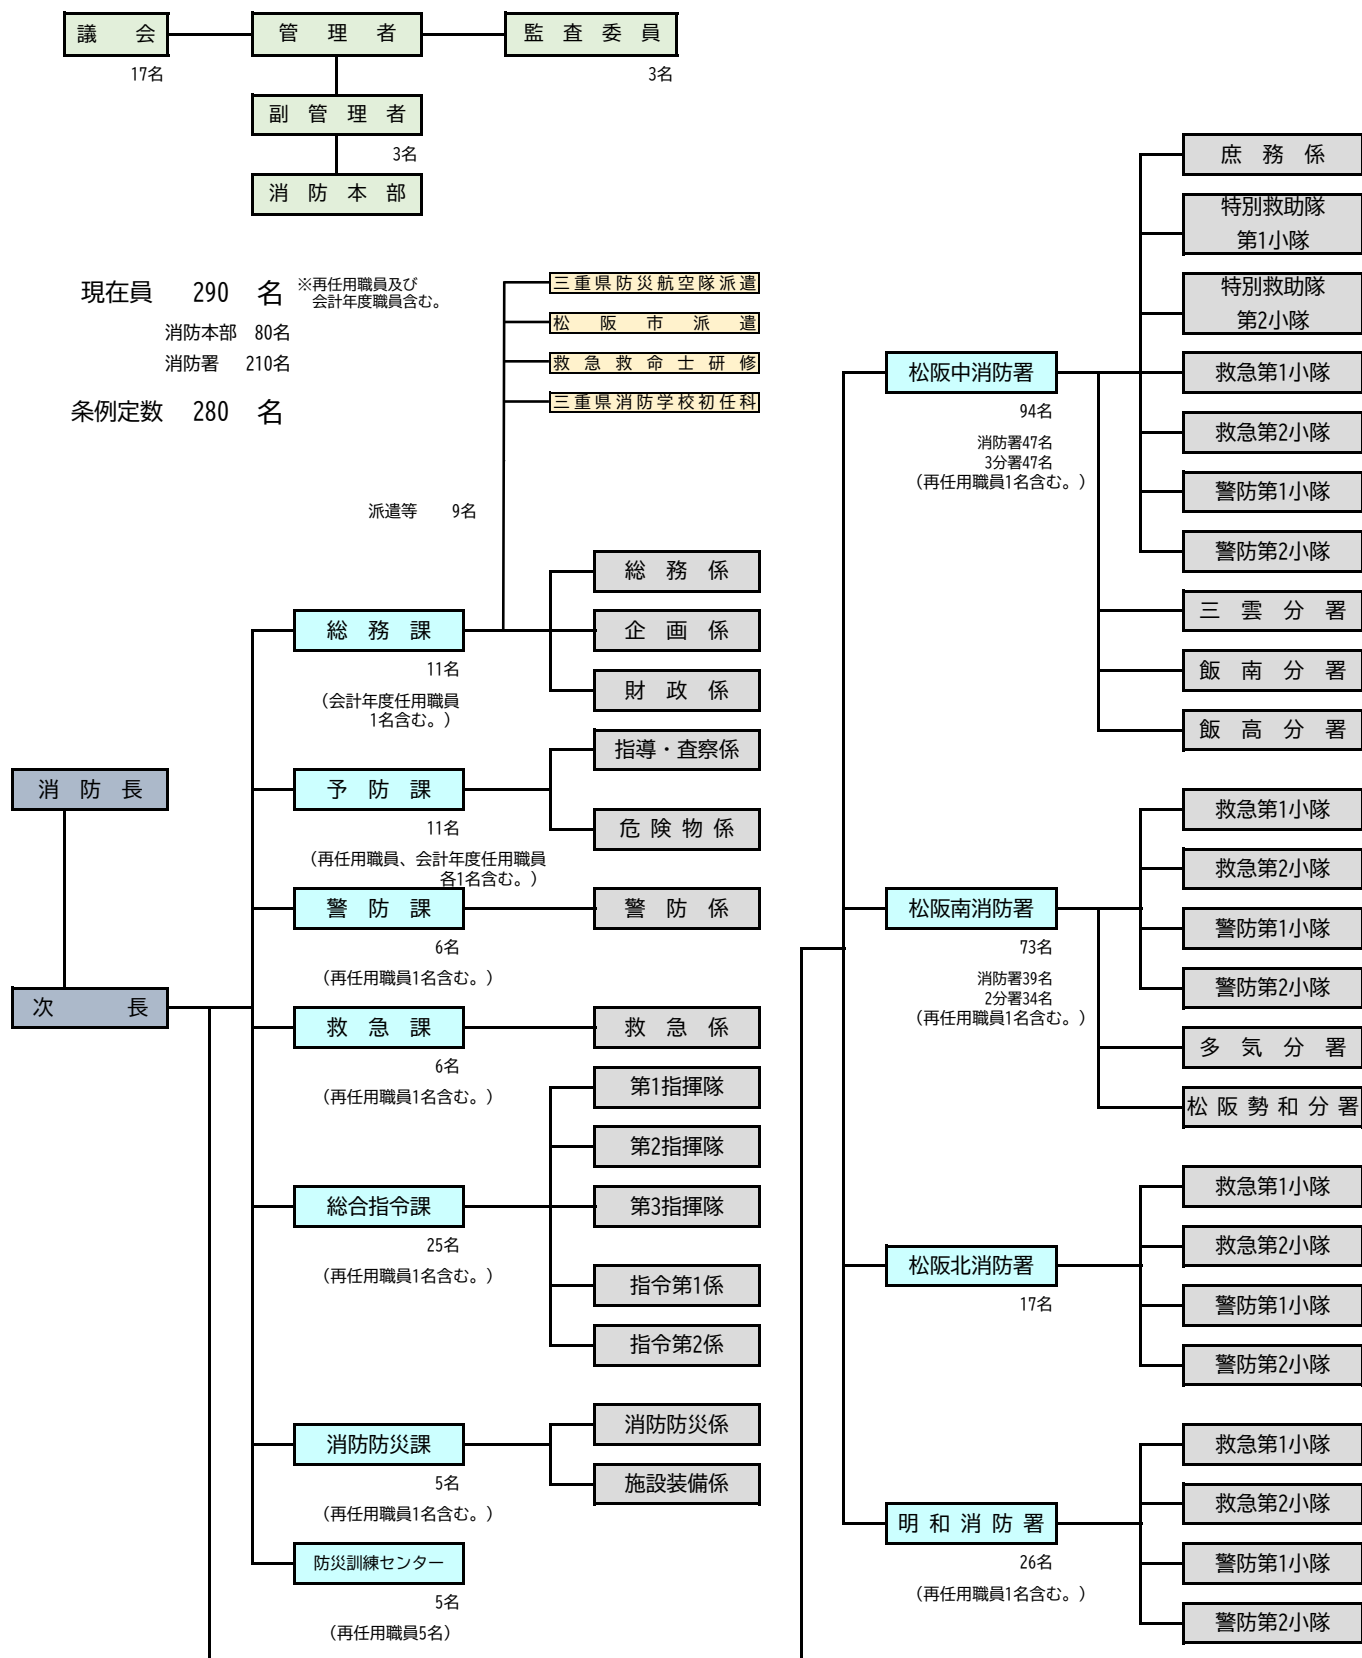 議　会
管　理　者
監　査　委　員
17名
3名
副　管　理　者
3名
消　防　本　部
現在員　290　名
※再任用職員及び
会計年度職員含む。
消防本部　80名
消防署　210名
条例定数　280　名
三重県防災航空隊派遣
松　阪　市　派　遣
救急救命士研修
三重県消防学校初任科
派遣等　9名
消　防　長
次　長
総　務　課
11名
（会計年度任用職員
1名含む。）
総　務　係
企　画　係
財　政　係
予　防　課
11名
（再任用職員、会計年度任用職員
各1名含む。）
指導・査察係
危険物係
警　防　課
6名
（再任用職員1名含む。）
警　防　係
救　急　課
6名
（再任用職員1名含む。）
救　急　係
総合指令課
25名
（再任用職員1名含む。）
第1指揮隊
第2指揮隊
第3指揮隊
指令第1係
指令第2係
消防防災課
5名
（再任用職員1名含む。）
消防防災係
施設装備係
防災訓練センター
5名
（再任用職員5名）
松阪中消防署
94名
消防署47名
3分署47名
（再任用職員1名含む。）
庶　務　係
特別救助隊
第1小隊
特別救助隊
第2小隊
救急第1小隊
救急第2小隊
警防第1小隊
警防第2小隊
三　雲　分　署
飯　南　分　署
飯　高　分　署
松阪南消防署
73名
消防署39名
2分署34名
（再任用職員1名含む。）
救急第1小隊
救急第2小隊
警防第1小隊
警防第2小隊
多　気　分　署
松阪勢和分署
松阪北消防署
17名
救急第1小隊
救急第2小隊
警防第1小隊
警防第2小隊
明和消防署
26名
（再任用職員1名含む。）
救急第1小隊
救急第2小隊
警防第1小隊
警防第2小隊